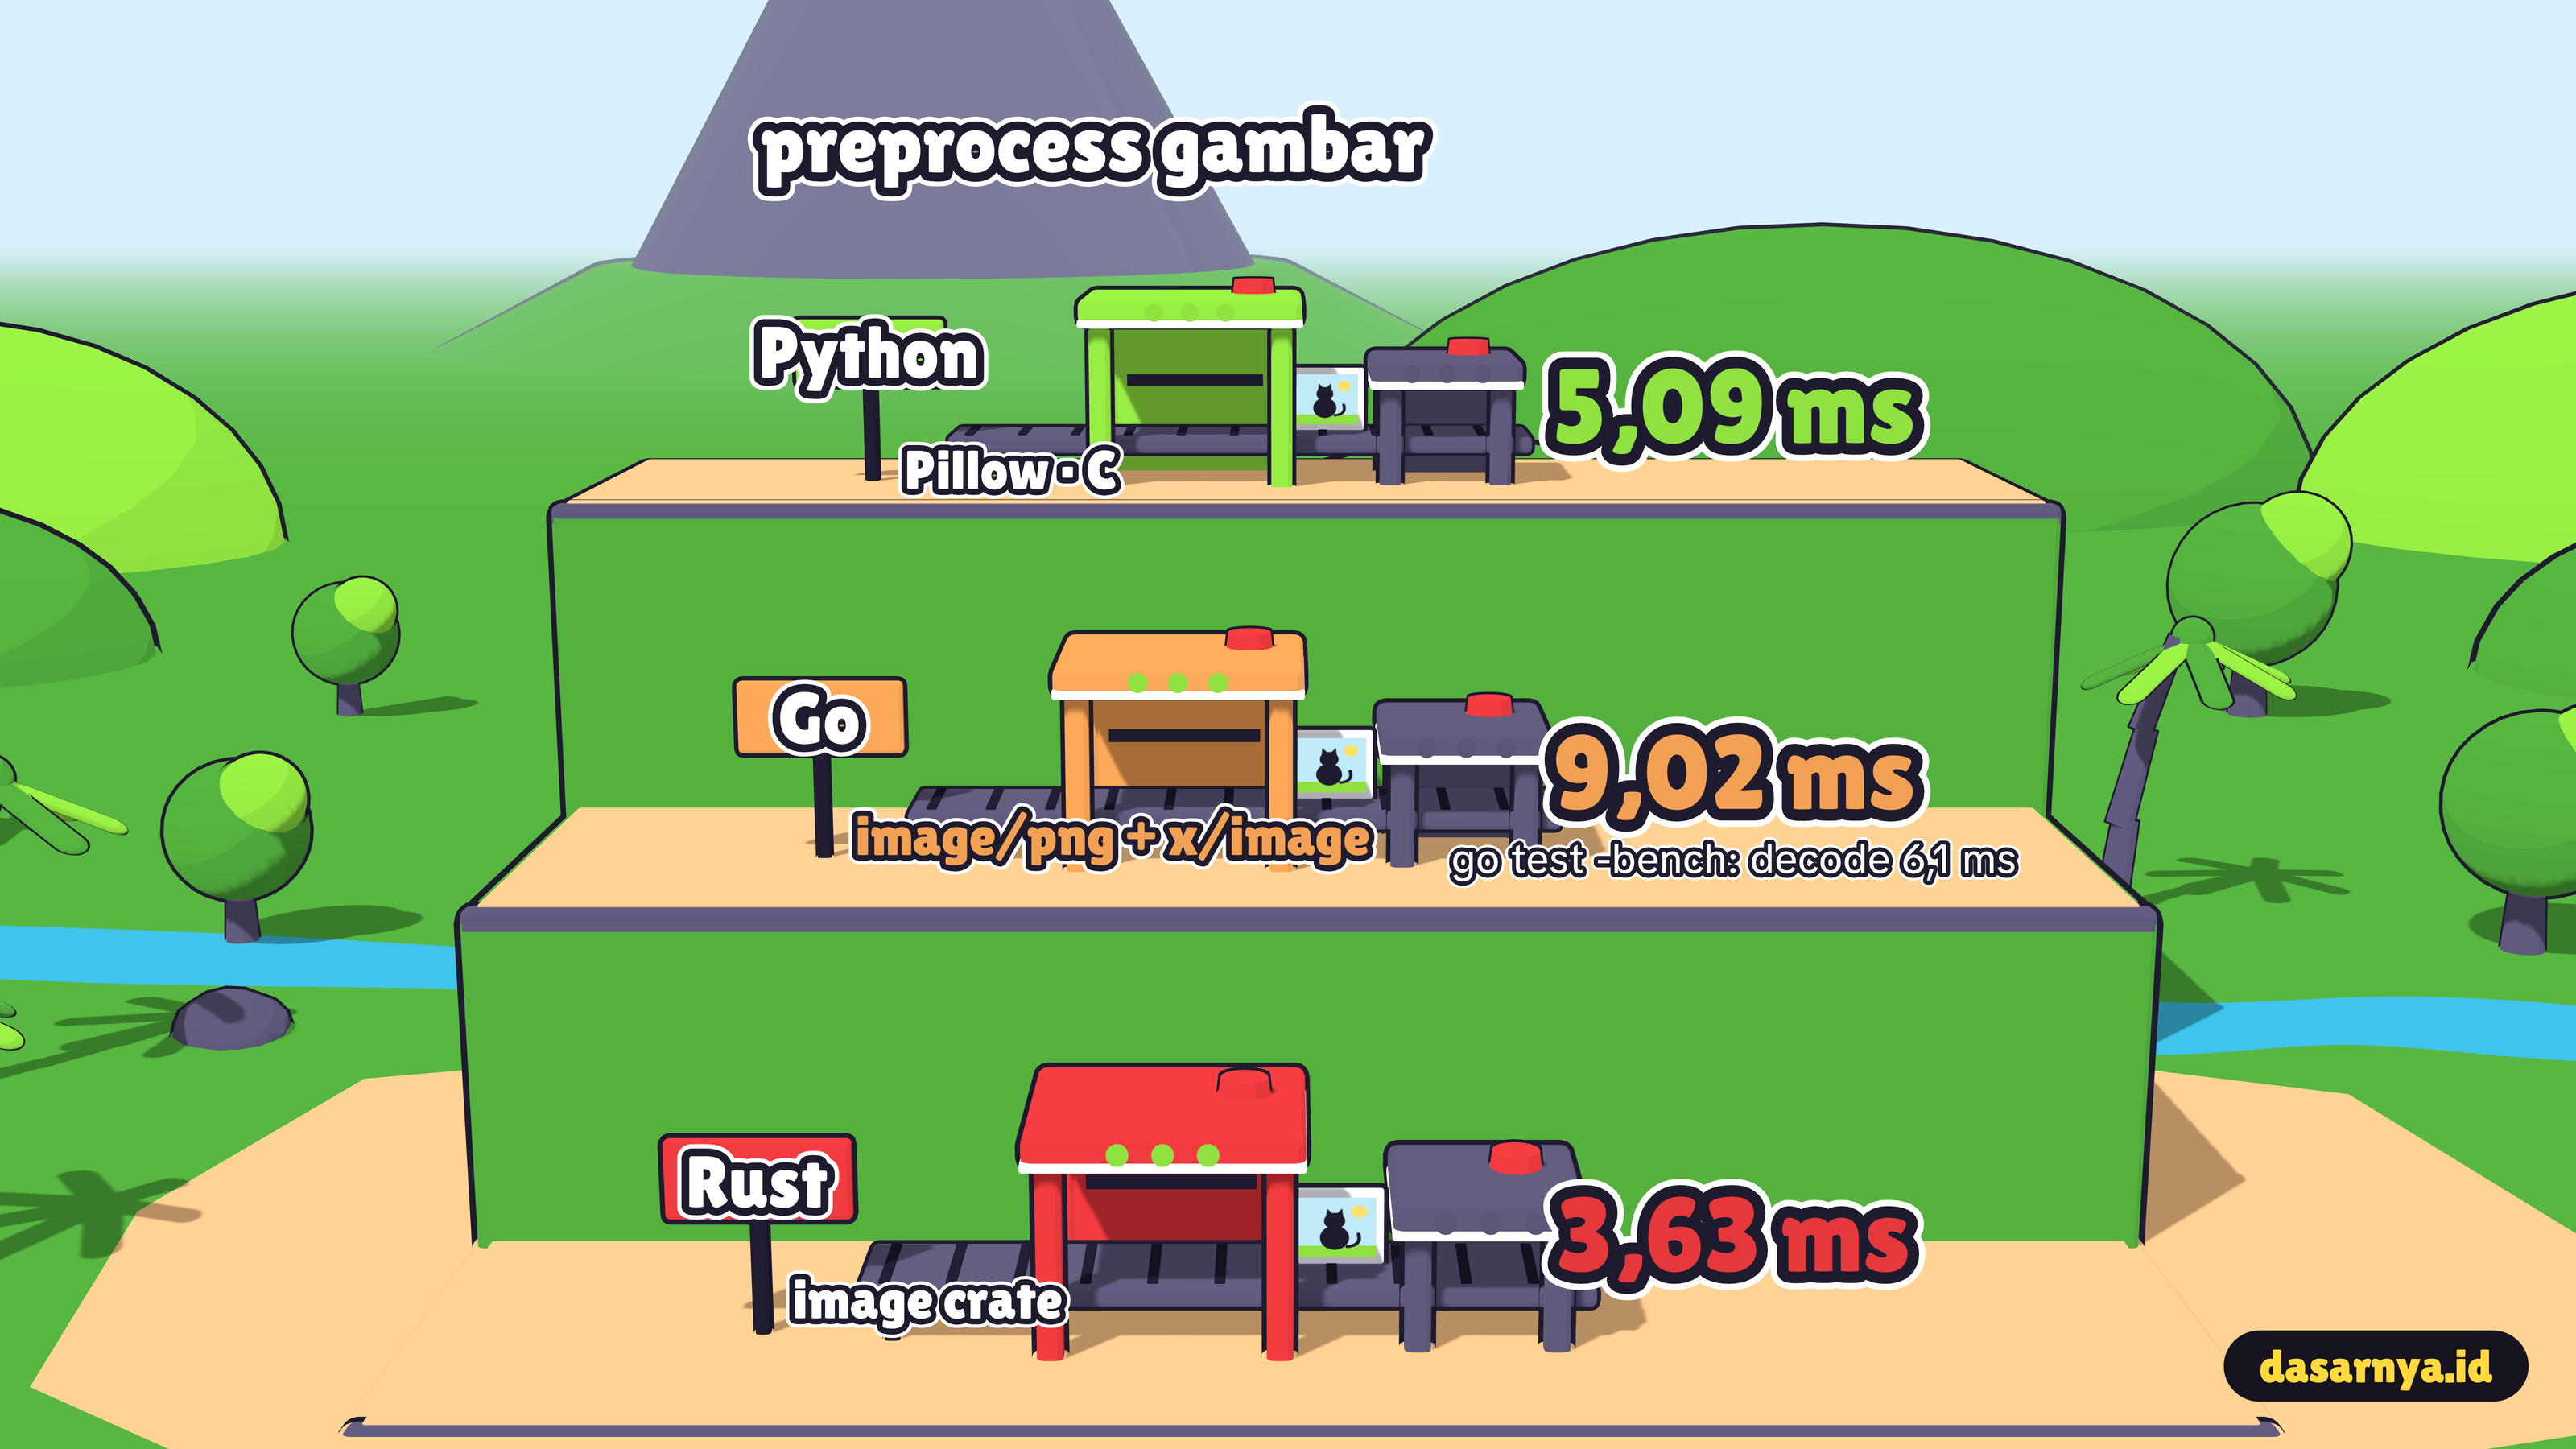 preprocess gambar
Python
5,09 ms
Pillow · C
Go
9,02 ms
image/png + x/image
go test -bench: decode 6,1 ms
Rust
3,63 ms
image crate
dasarnya.id